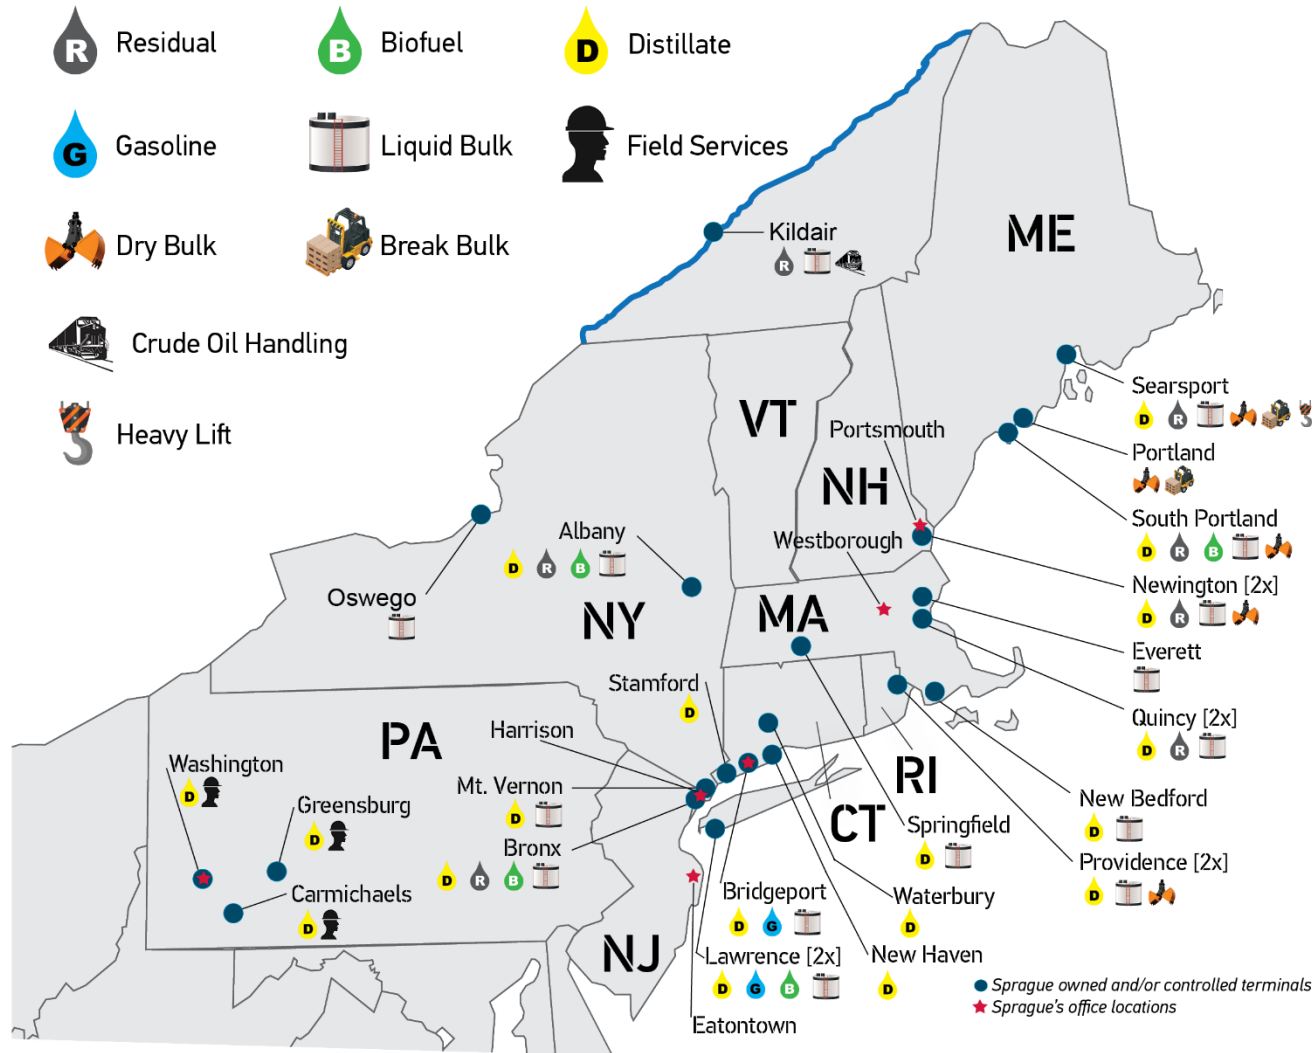 R Residual
B Biofuel
D Distillate
G Gasoline
Liquid Bulk
Field Services
Dry Bulk
Break Bulk
Crude Oil Handling
Heavy Lift
ME
Kildair
R
VT
NH
Portsmouth
Westborough
Searsport
D R
Portland
South Portland
D R B
Newington [2x]
D R
Everett
Quincy [2x]
D R
Albany
D R B
Oswego
NY
MA
Stamford
D
PA
Harrison
Washington
D
Greensburg
D
Carmichaels
D
Mt. Vernon
D
Bronx
D R B
RI
CT
New Bedford
D
Springfield
D
Providence [2x]
D
Bridgeport
D G
Waterbury
D
NJ
Lawrence [2x]
D G B
New Haven
D
Eatontown
Sprague owned and/or controlled terminals
Sprague's office locations